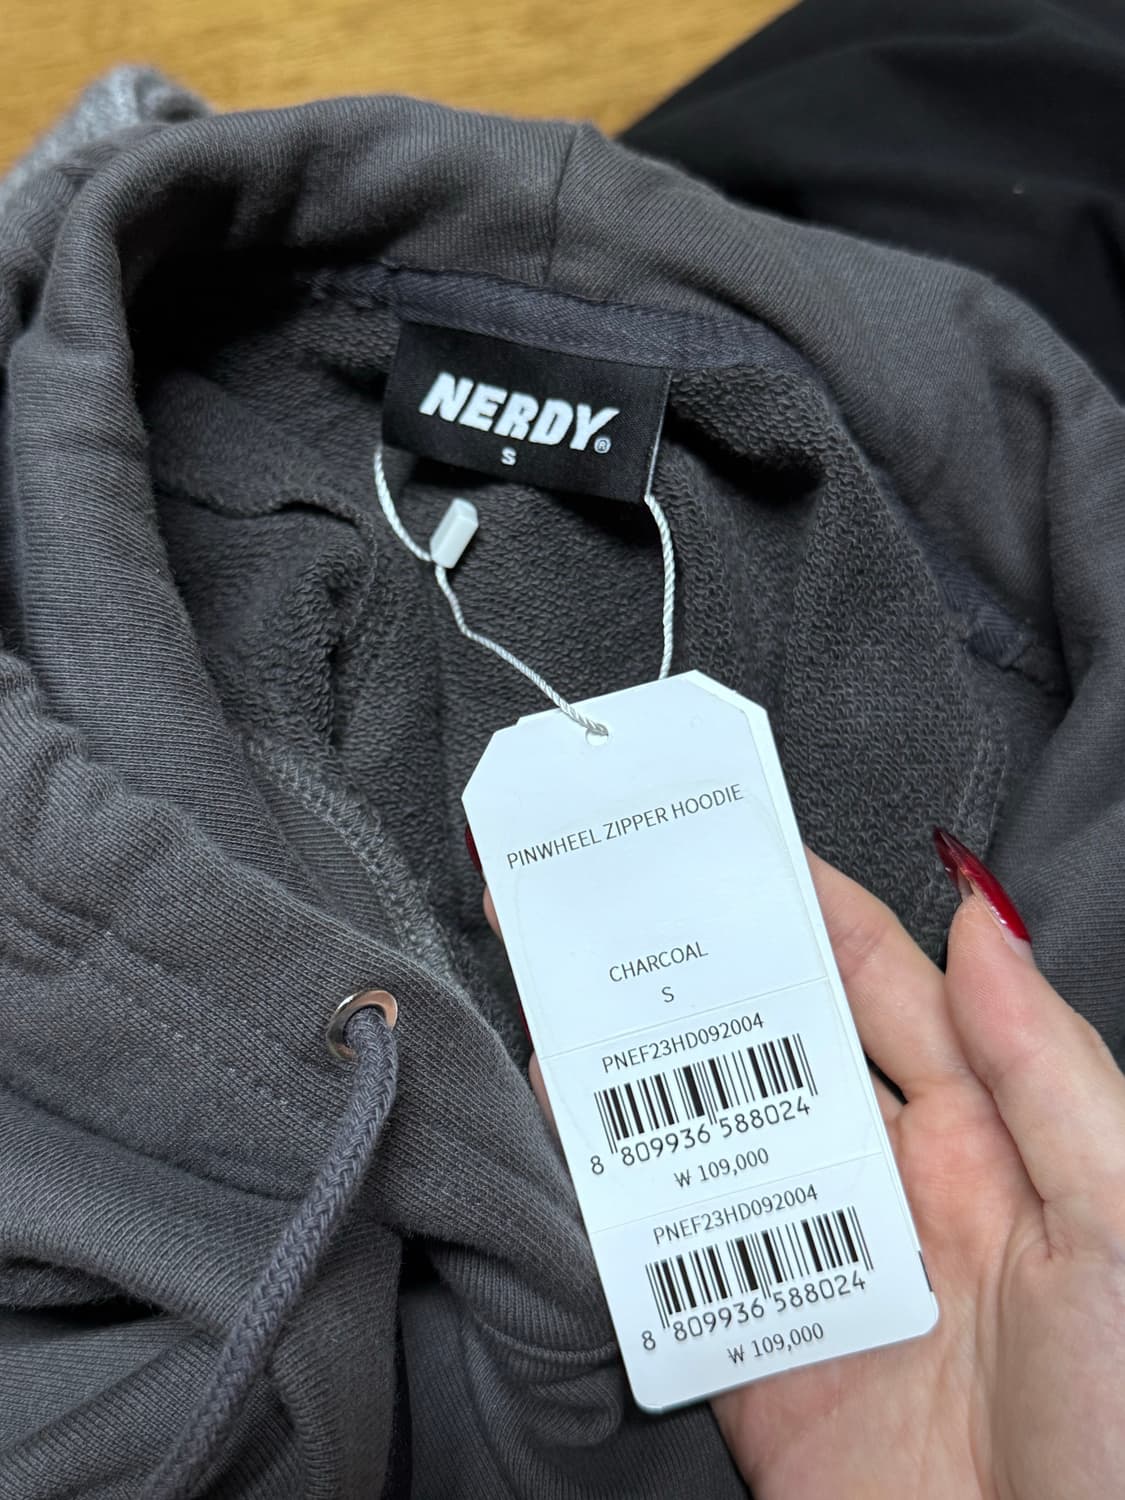 NERDY®
S
PINWHEEL ZIPPER HOODIE
CHARCOAL
S
PNEF23HD092004
8 809936 588024
₩ 109,000
PNEF23HD092004
8 809936 588024
₩ 109,000